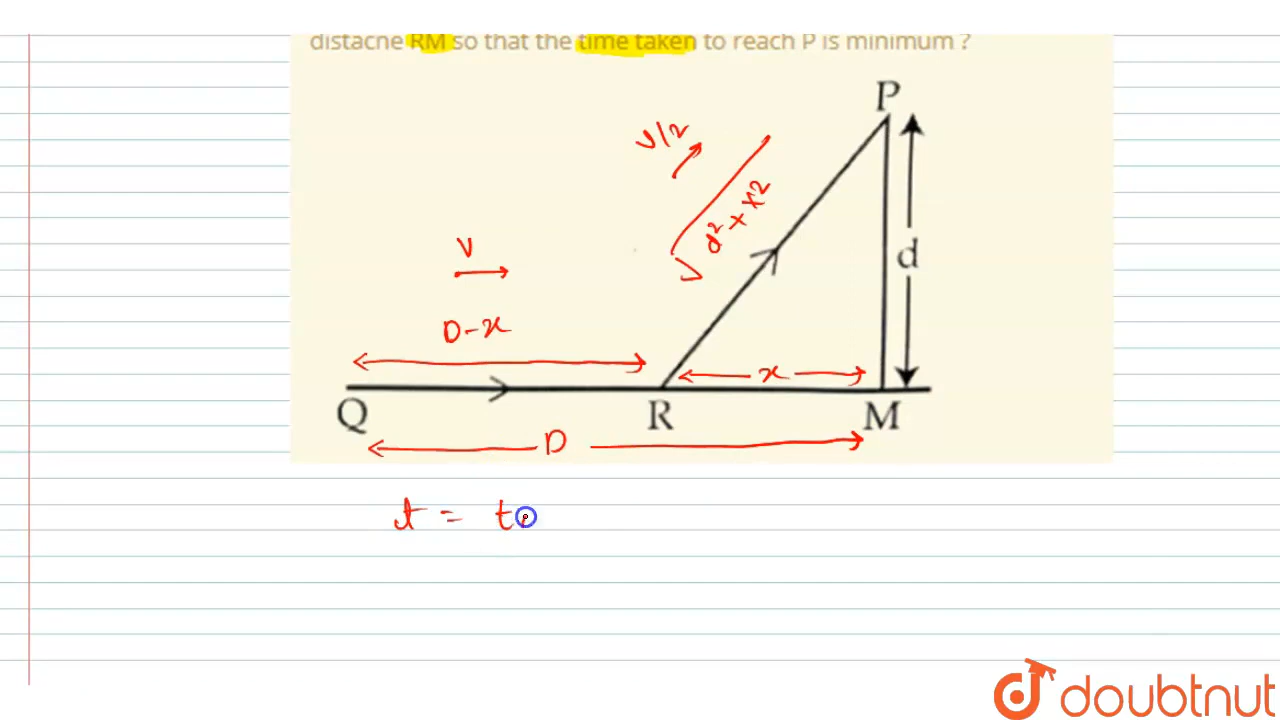 distacne RM so that the time taken to reach P is minimum ?
P
V/2
√d² + x2
V
d
D-x
x
Q
R
M
D
t = t
doubtnut